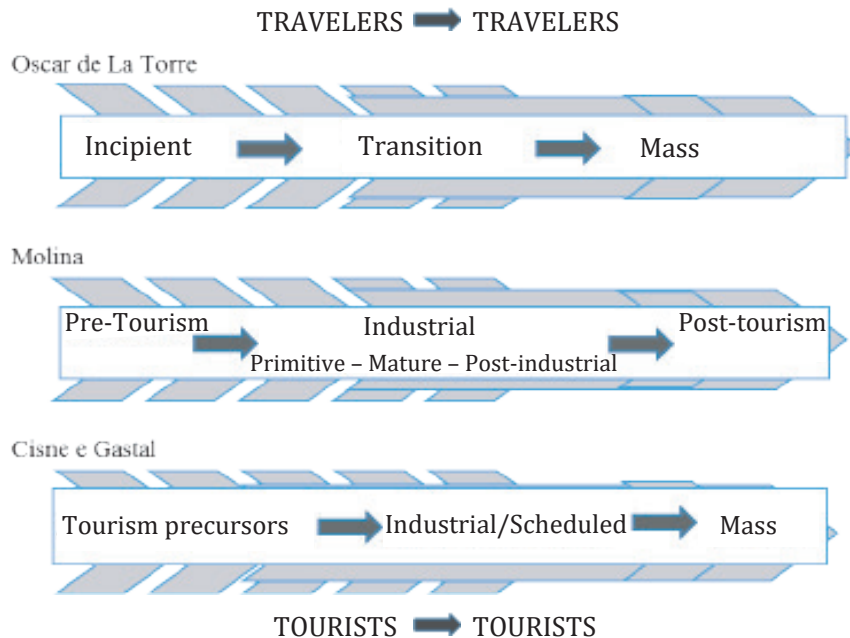 TRAVELERS TRAVELERS
Oscar de La Torre
Incipient Transition Mass
Molina
Pre-Tourism Industrial Post-tourism
Primitive – Mature – Post-industrial
Cisne e Gastal
Tourism precursors Industrial/Scheduled Mass
TOURISTS TOURISTS